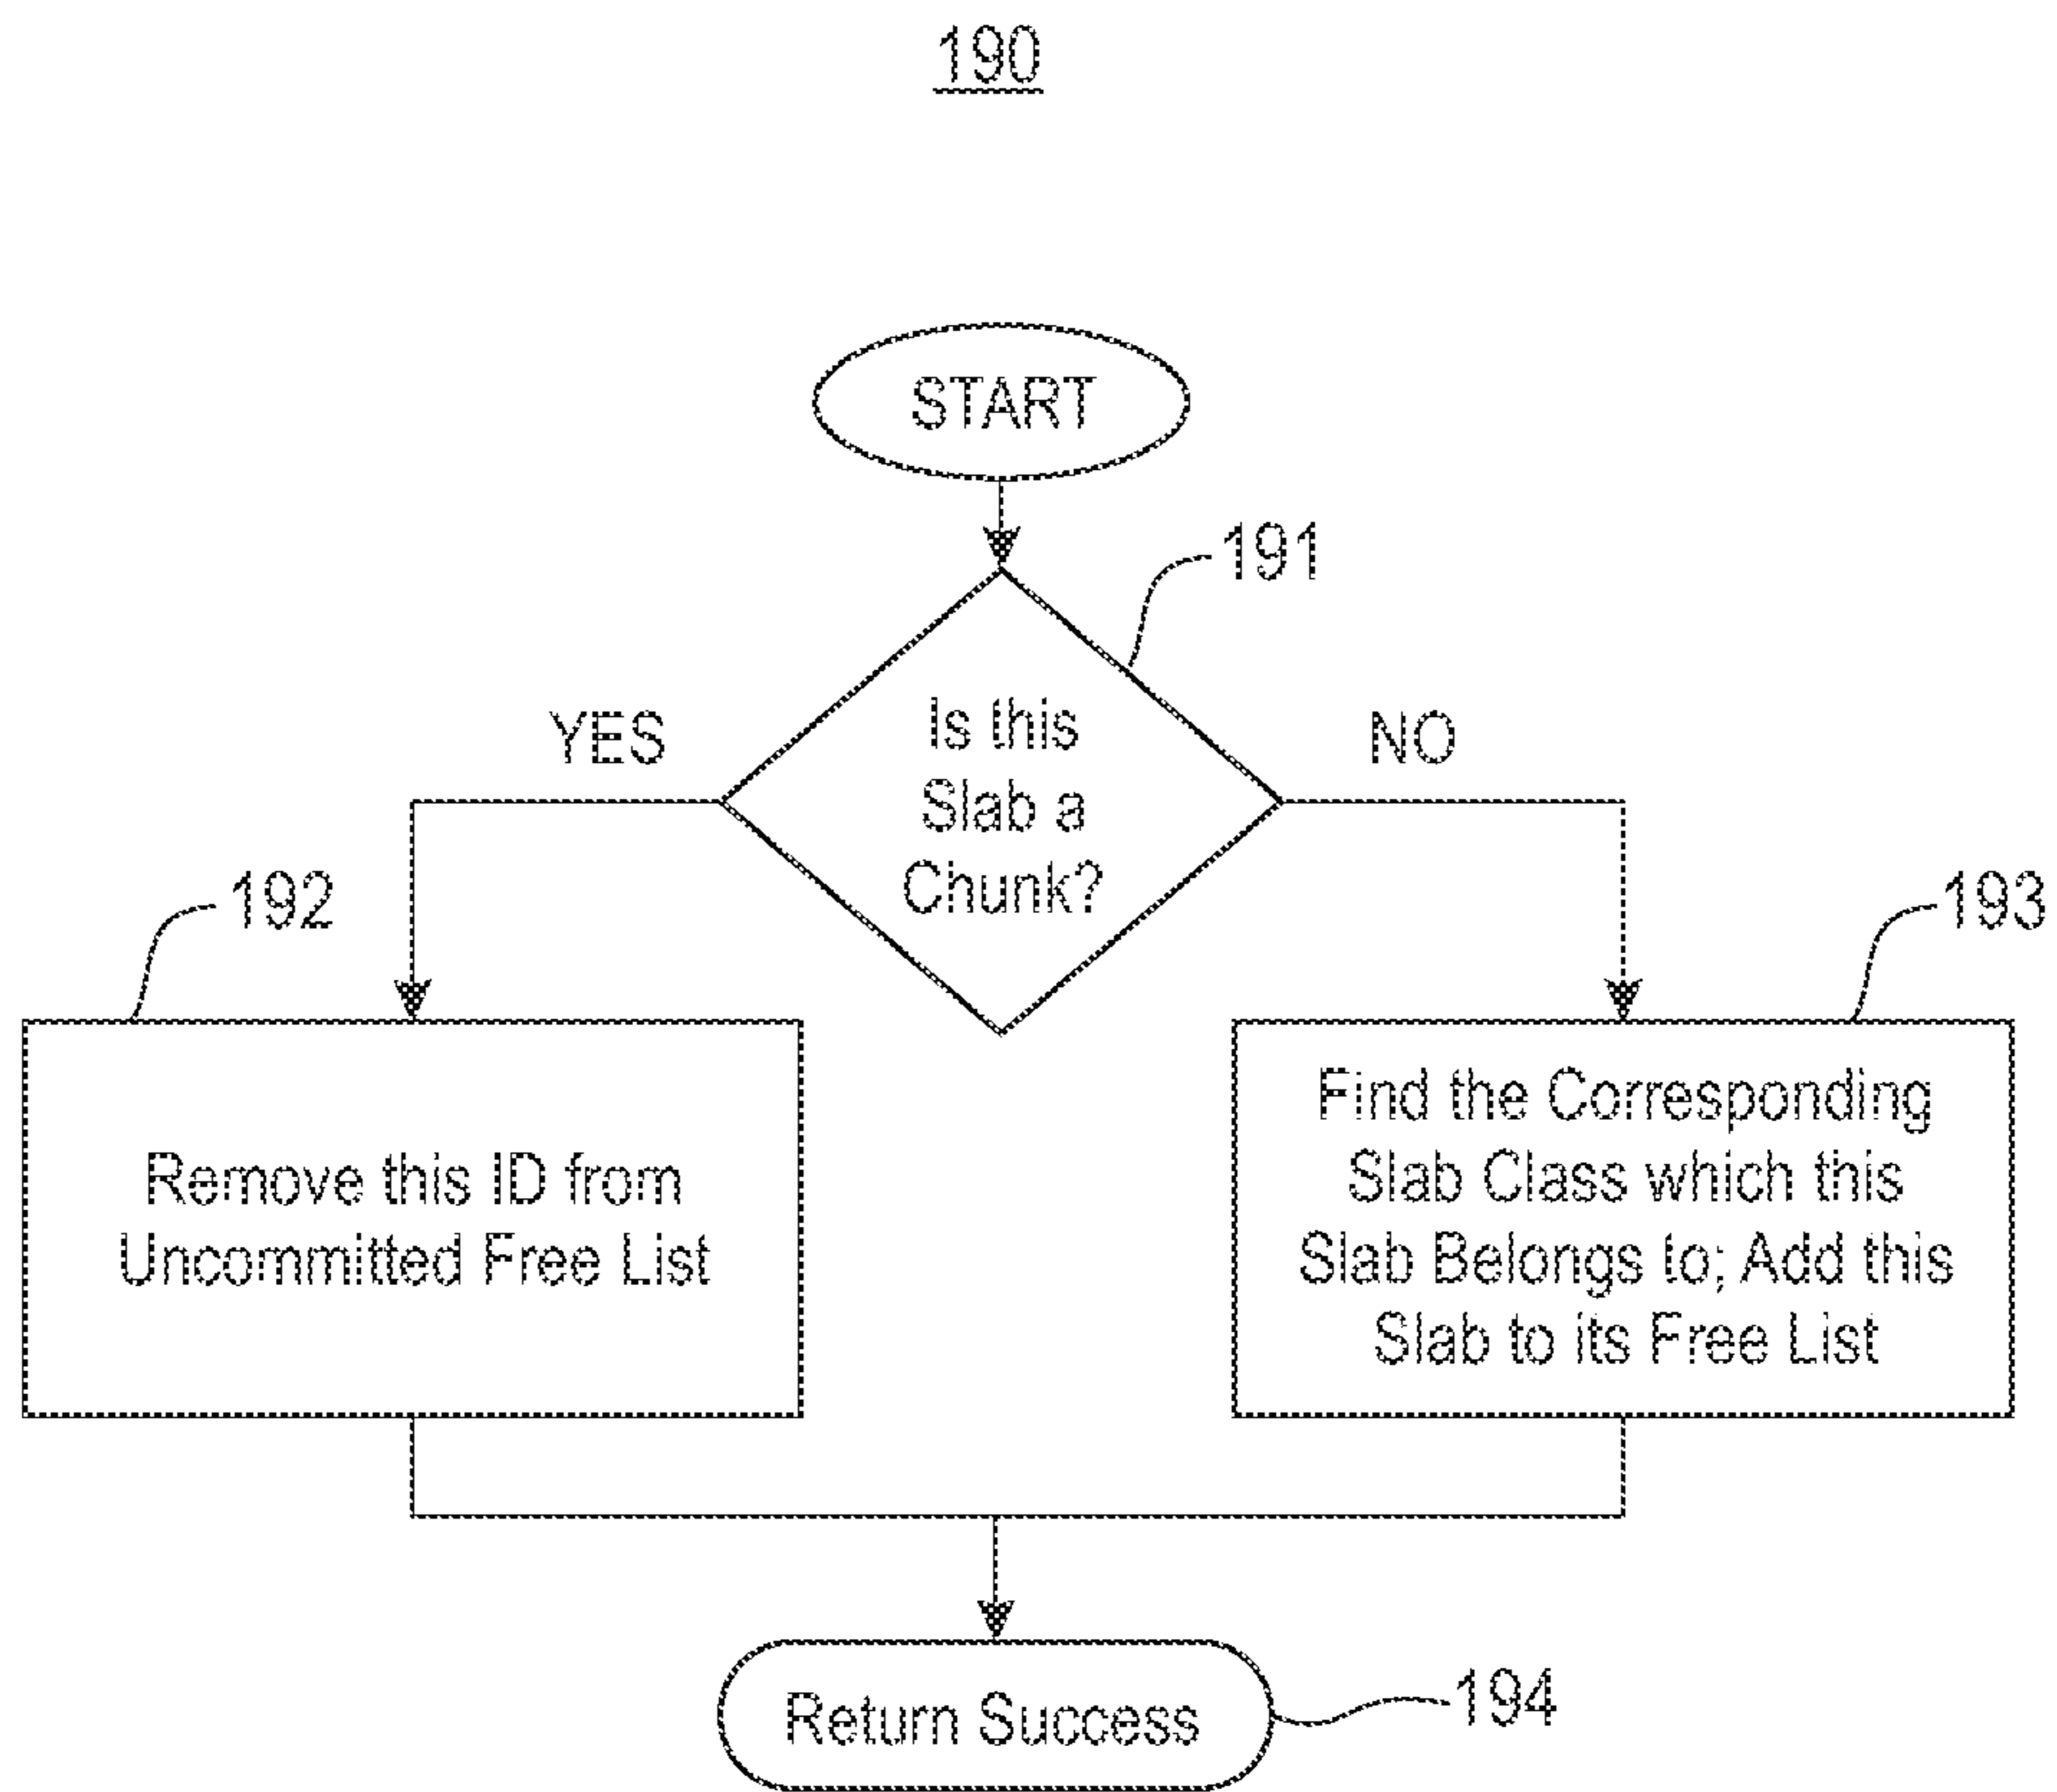 190
START
191
Is this
Slab a
Chunk?
YES
NO
192
193
Remove this ID from
Uncommitted Free List
Find the Corresponding
Slab Class which this
Slab Belongs to; Add this
Slab to its Free List
Return Success
194